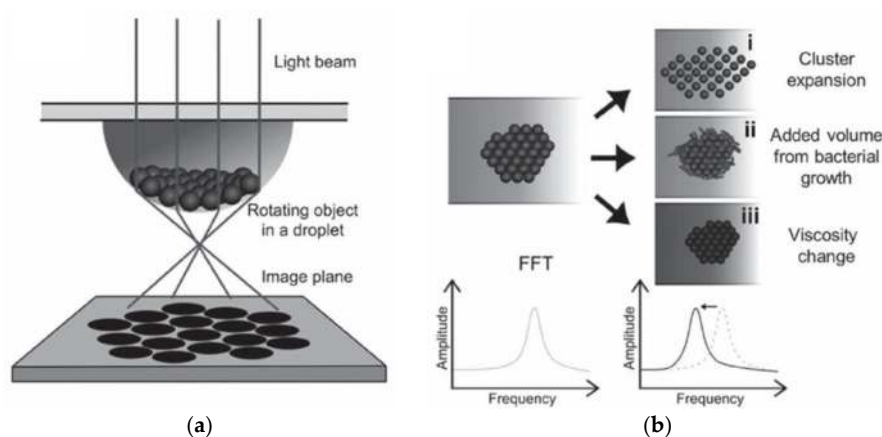 Light beam
Rotating object
in a droplet
Image plane
(a)
i
Cluster
expansion
ii
Added volume
from bacterial
growth
iii
Viscosity
change
FFT
Amplitude
Frequency
Amplitude
Frequency
(b)